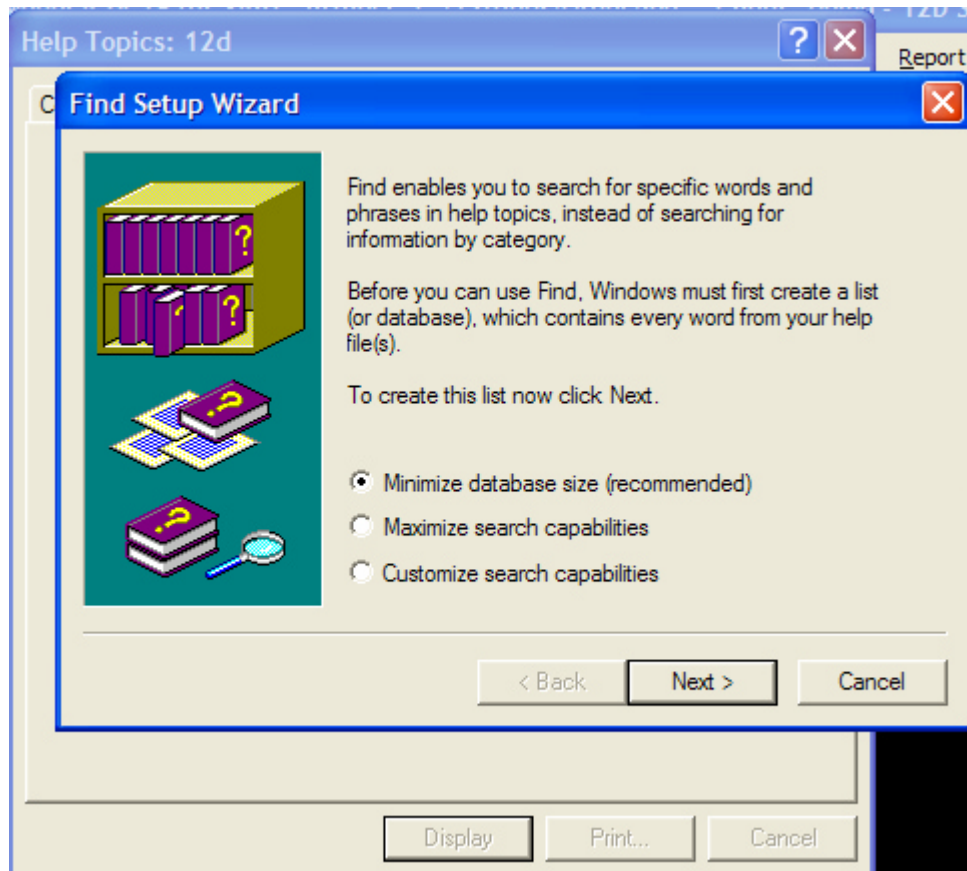 Help Topics: 12d
Report
C
Find Setup Wizard
Find enables you to search for specific words and
phrases in help topics, instead of searching for
information by category.
Before you can use Find, Windows must first create a list
(or database), which contains every word from your help
file(s).
To create this list now click Next.
Minimize database size (recommended)
Maximize search capabilities
Customize search capabilities
< Back
Next >
Cancel
Display
Print...
Cancel